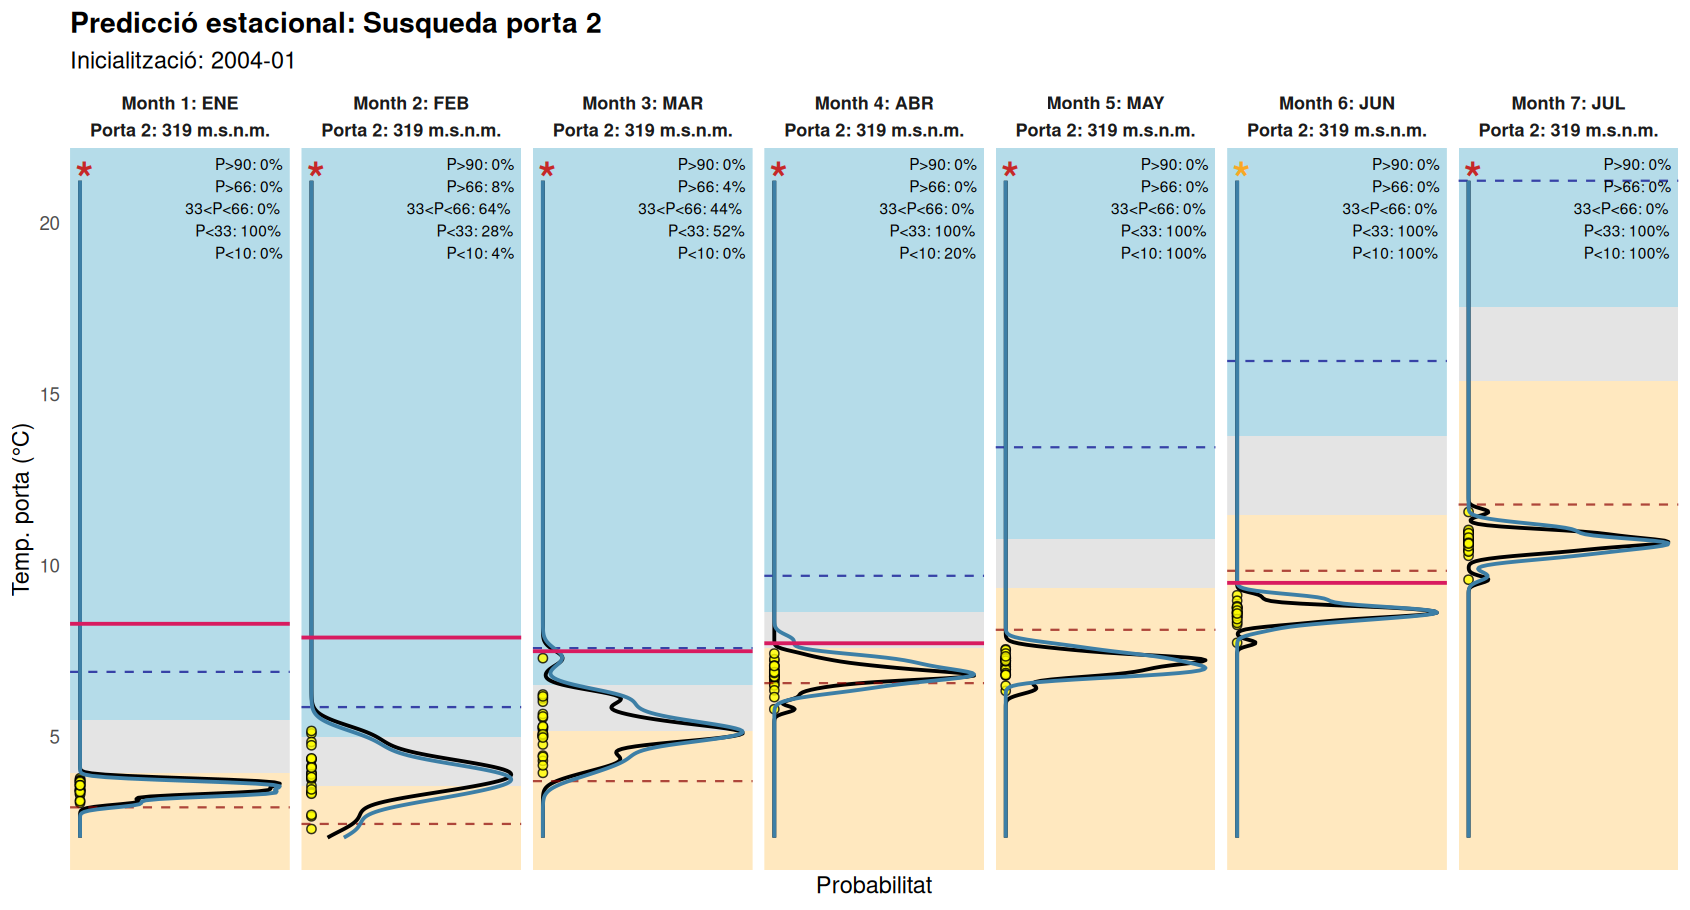 Predicció estacional: Susqueda porta 2
Inicialització: 2004-01
Month 1: ENE
Porta 2: 319 m.s.n.m.
Month 2: FEB
Porta 2: 319 m.s.n.m.
Month 3: MAR
Porta 2: 319 m.s.n.m.
Month 4: ABR
Porta 2: 319 m.s.n.m.
Month 5: MAY
Porta 2: 319 m.s.n.m.
Month 6: JUN
Porta 2: 319 m.s.n.m.
Month 7: JUL
Porta 2: 319 m.s.n.m.
*
P>90: 0%
P>66: 0%
33<P<66: 0%
P<33: 100%
P<10: 0%
*
P>90: 0%
P>66: 8%
33<P<66: 64%
P<33: 28%
P<10: 4%
*
P>90: 0%
P>66: 4%
33<P<66: 44%
P<33: 52%
P<10: 0%
*
P>90: 0%
P>66: 0%
33<P<66: 0%
P<33: 100%
P<10: 20%
*
P>90: 0%
P>66: 0%
33<P<66: 0%
P<33: 100%
P<10: 100%
*
P>90: 0%
P>66: 0%
33<P<66: 0%
P<33: 100%
P<10: 100%
*
P>90: 0%
P>66: 0%
33<P<66: 0%
P<33: 100%
P<10: 100%
20
15
10
5
Temp. porta (°C)
Probabilitat